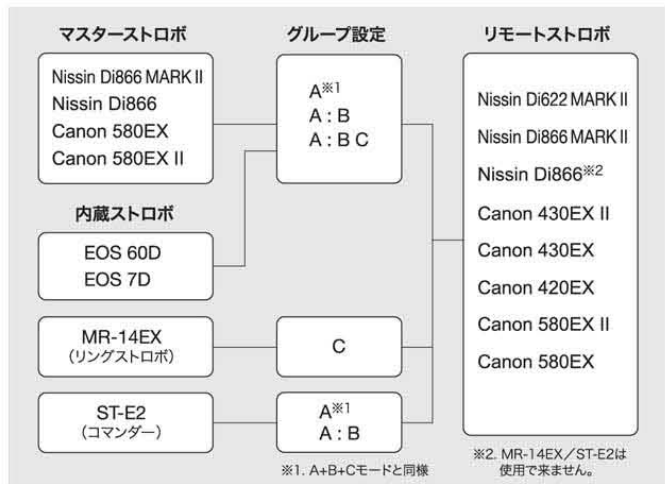 マスターストロボ
Nissin Di866 MARK II
Nissin Di866
Canon 580EX
Canon 580EX II
内蔵ストロボ
EOS 60D
EOS 7D
MR-14EX
(リングストロボ)
ST-E2
(コマンダー)
グループ設定
A※1
A : B
A : B C
C
A※1
A : B
※1. A+B+Cモードと同様
リモートストロボ
Nissin Di622 MARK II
Nissin Di866 MARK II
Nissin Di866※2
Canon 430EX II
Canon 430EX
Canon 420EX
Canon 580EX II
Canon 580EX
※2. MR-14EX/ST-E2は
使用で来ません。